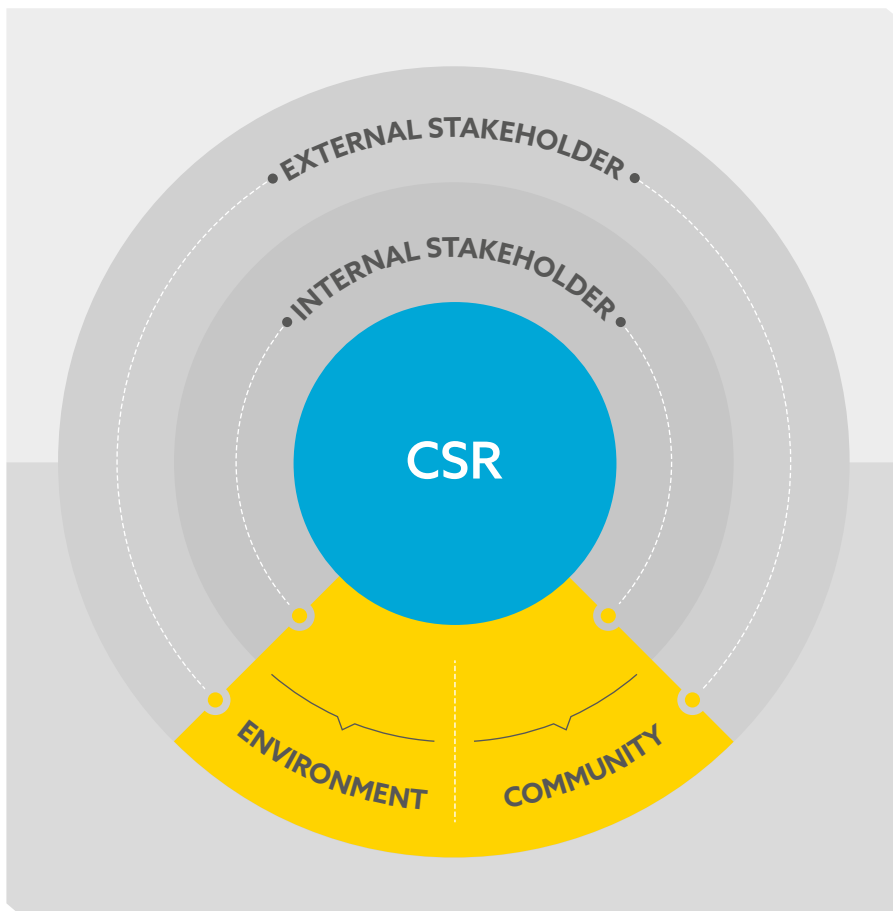 EXTERNAL STAKEHOLDER
INTERNAL STAKEHOLDER
CSR
ENVIRONMENT
COMMUNITY